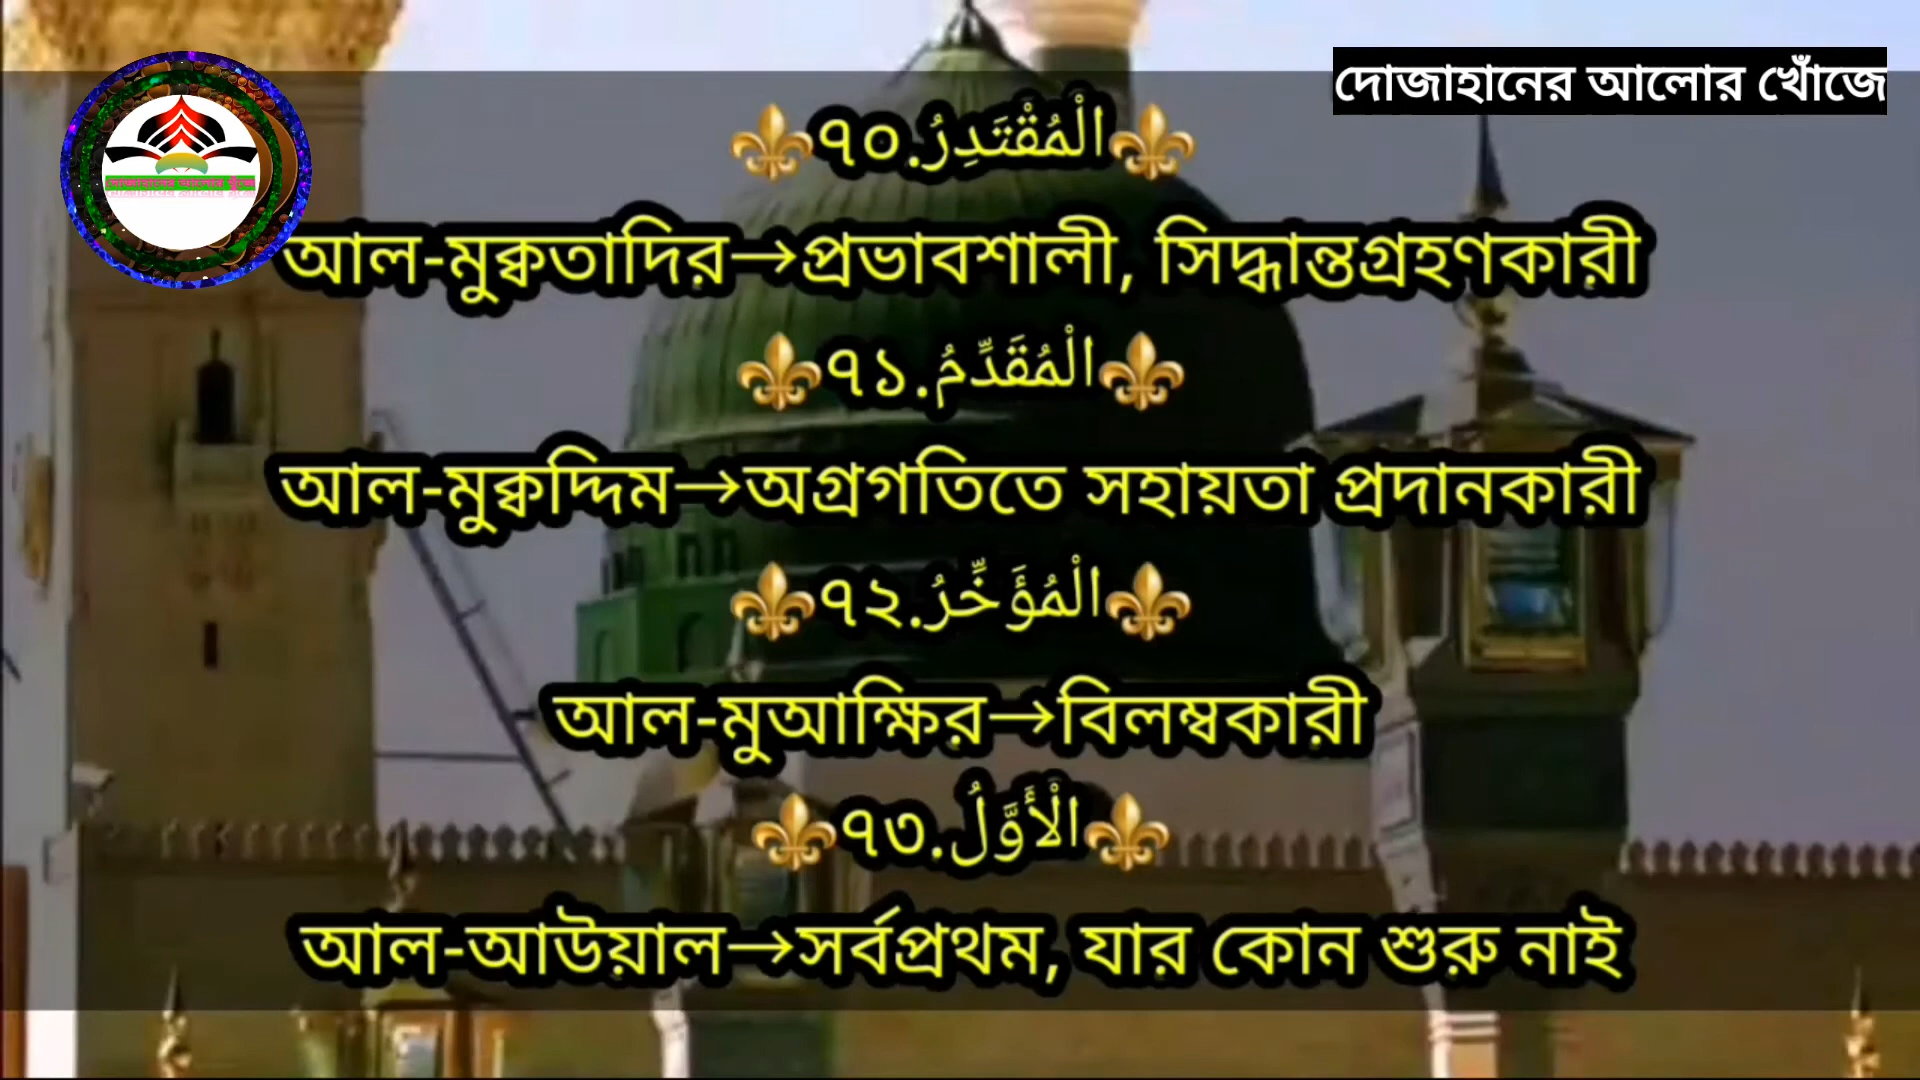 দোজাহানের আলোর খোঁজে
⚜৭০.الْمُقْتَدِرُ⚜
আল-মুক্বতাদির→প্রভাবশালী, সিদ্ধান্তগ্রহণকারী
⚜৭১.الْمُقَدِّمُ⚜
আল-মুক্বদ্দিম→অগ্রগতিতে সহায়তা প্রদানকারী
⚜৭২.الْمُؤَخِّرُ⚜
আল-মুআক্ষির→বিলম্বকারী
⚜৭৩.الْأَوَّلُ⚜
আল-আউয়াল→সর্বপ্রথম, যার কোন শুরু নাই